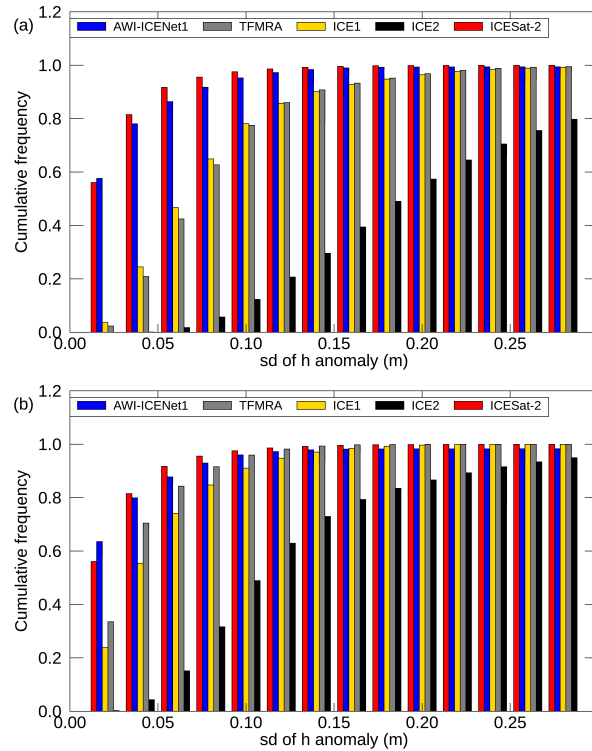 (a)
AWI-ICENet1 TFMRA ICE1 ICE2 ICESat-2
1.2
1.0
0.8
0.6
0.4
0.2
0.0
Cumulative frequency
0.00 0.05 0.10 0.15 0.20 0.25
sd of h anomaly (m)
(b)
AWI-ICENet1 TFMRA ICE1 ICE2 ICESat-2
1.2
1.0
0.8
0.6
0.4
0.2
0.0
Cumulative frequency
0.00 0.05 0.10 0.15 0.20 0.25
sd of h anomaly (m)